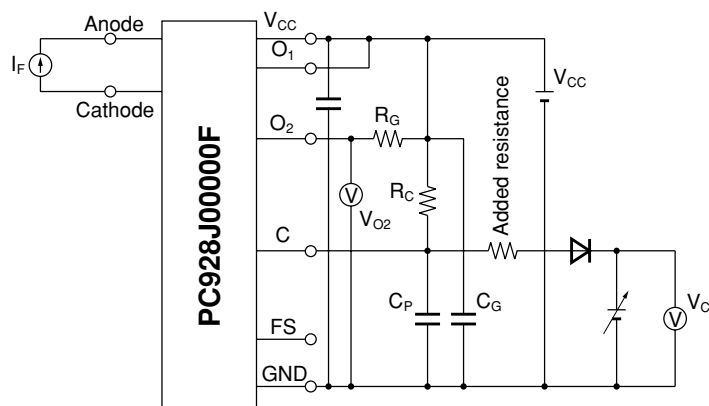 Anode
Cathode
IF
PC928J00000F
VCC
O1
O2
C
FS
GND
RG
RC
V
VO2
CP
CG
Added resistance
VCC
V
VC